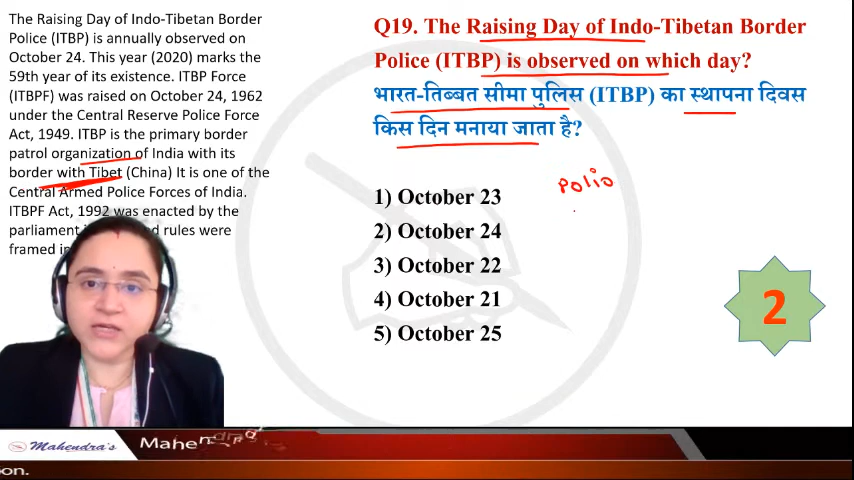 The Raising Day of Indo-Tibetan Border
Police (ITBP) is annually observed on
October 24. This year (2020) marks the
59th year of its existence. ITBP Force
(ITBPF) was raised on October 24, 1962
under the Central Reserve Police Force
Act, 1949. ITBP is the primary border
patrol organization of India with its
border with Tibet (China) It is one of the
Central Armed Police Forces of India.
ITBPF Act, 1992 was enacted by the
parliament rules were
framed in
Q19. The Raising Day of Indo-Tibetan Border
Police (ITBP) is observed on which day?
भारत-तिब्बत सीमा पुलिस (ITBP) का स्थापना दिवस
किस दिन मनाया जाता है?
1) October 23
2) October 24
3) October 22
4) October 21
5) October 25
Polio
2
Mahendra's
on.